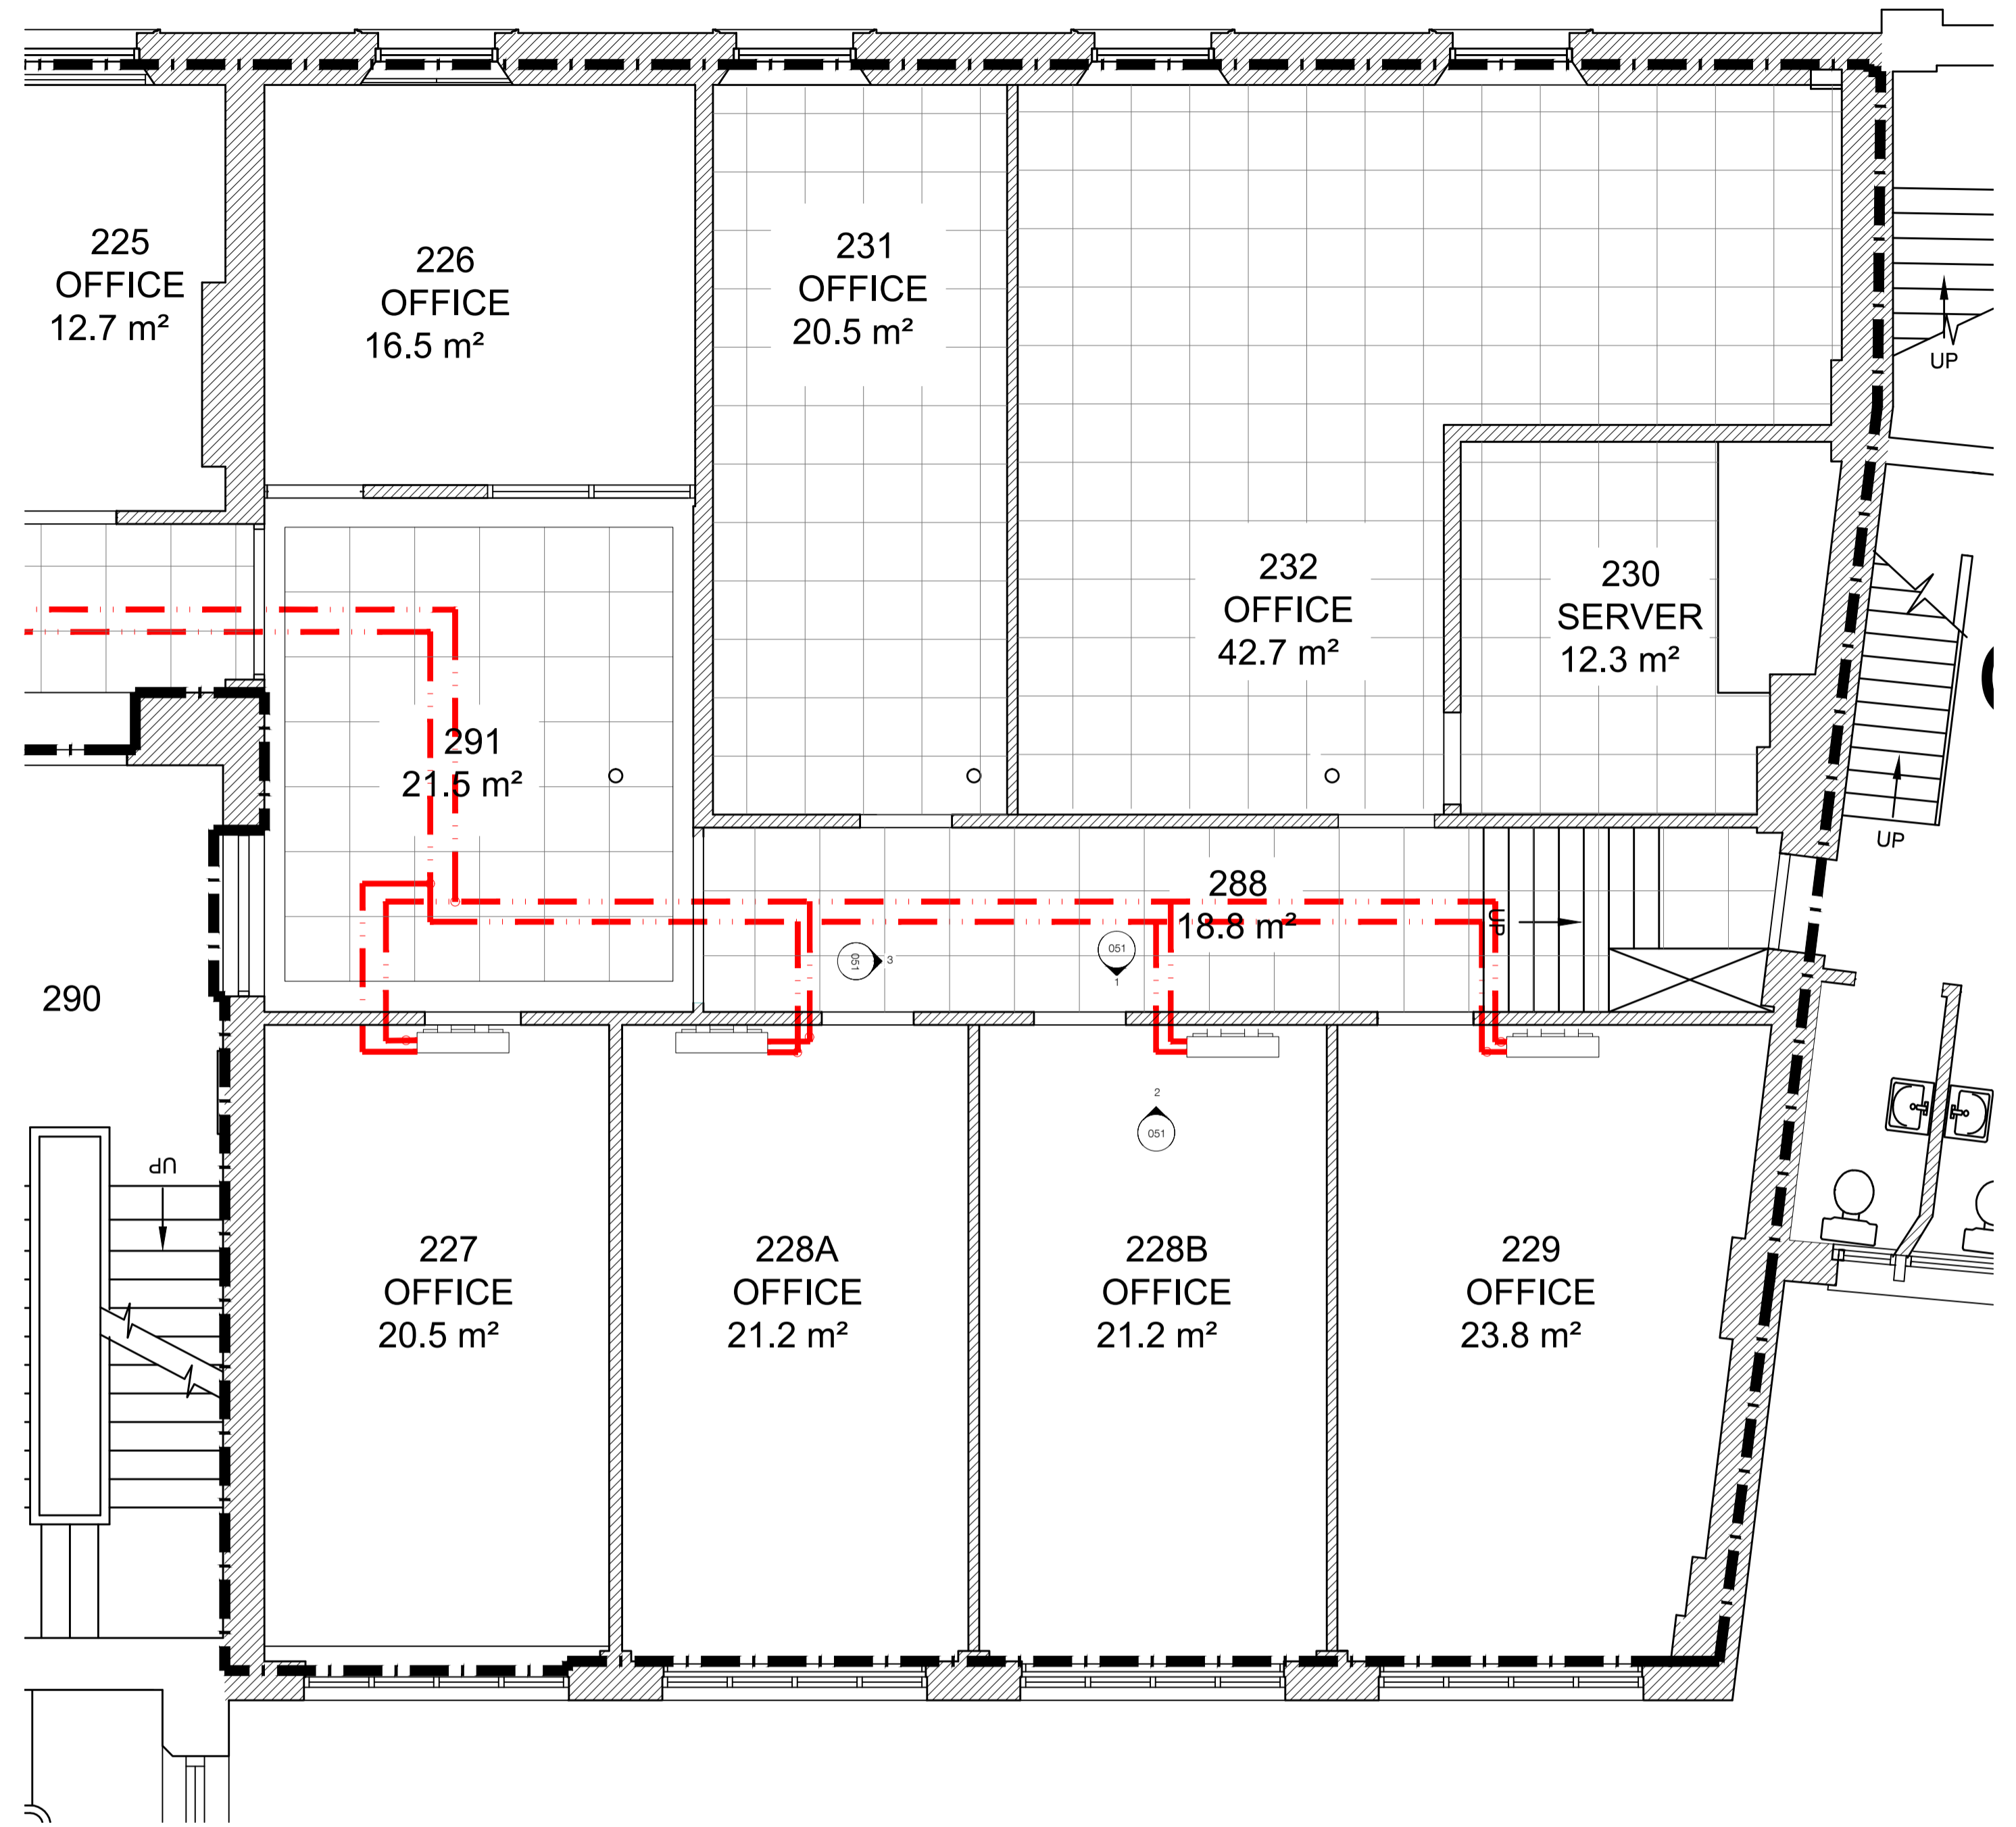 225
OFFICE
12.7 m²
226
OFFICE
16.5 m²
231
OFFICE
20.5 m²
232
OFFICE
42.7 m²
230
SERVER
12.3 m²
UP
UP
291
21.5 m²
288
18.8 m²
UP
051
3
051
1
290
2
051
UP
227
OFFICE
20.5 m²
228A
OFFICE
21.2 m²
228B
OFFICE
21.2 m²
229
OFFICE
23.8 m²